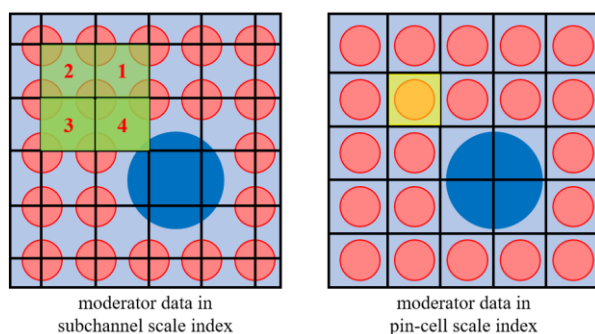 2 1
3 4
moderator data in
subchannel scale index
moderator data in
pin-cell scale index